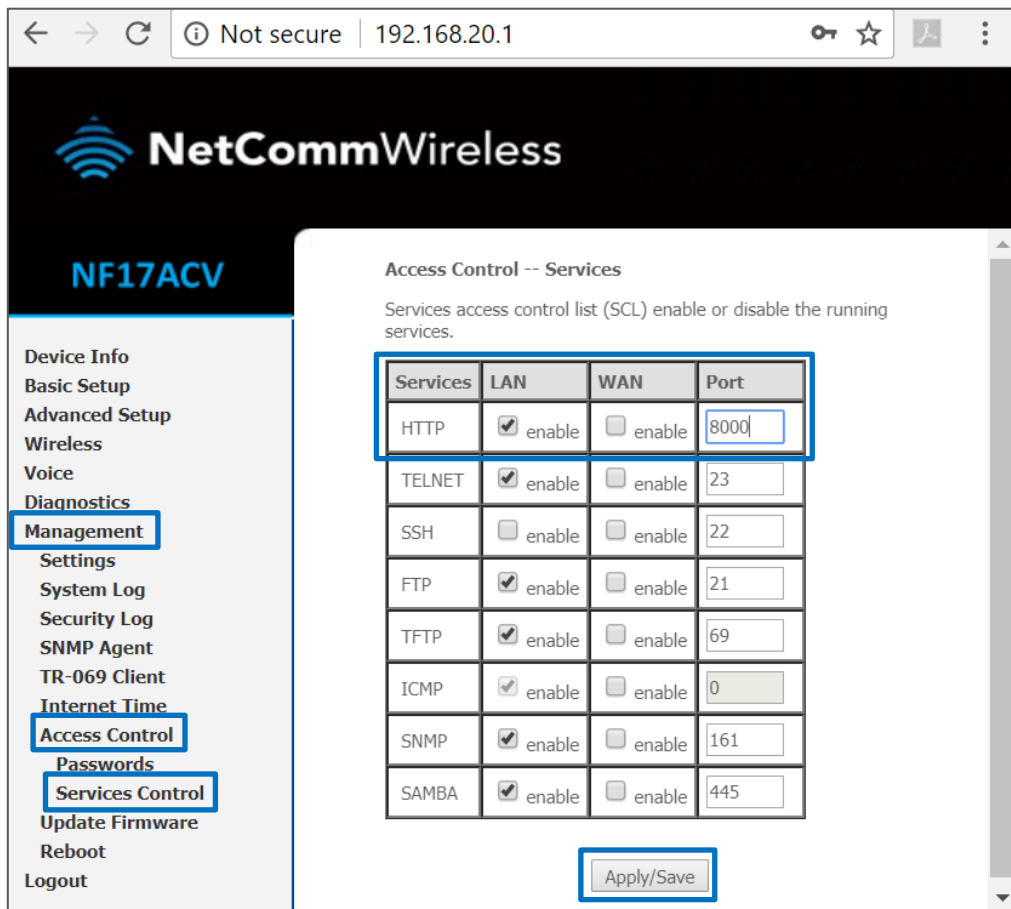 Not secure 192.168.20.1
NetCommWireless
NF17ACV
Device Info
Basic Setup
Advanced Setup
Wireless
Voice
Diagnostics
Management
Settings
System Log
Security Log
SNMP Agent
TR-069 Client
Internet Time
Access Control
Passwords
Services Control
Update Firmware
Reboot
Logout
Access Control -- Services
Services access control list (SCL) enable or disable the running
services.
Services LAN WAN Port
HTTP enable enable 8000
TELNET enable enable 23
SSH enable enable 22
FTP enable enable 21
TFTP enable enable 69
ICMP enable enable 0
SNMP enable enable 161
SAMBA enable enable 445
Apply/Save